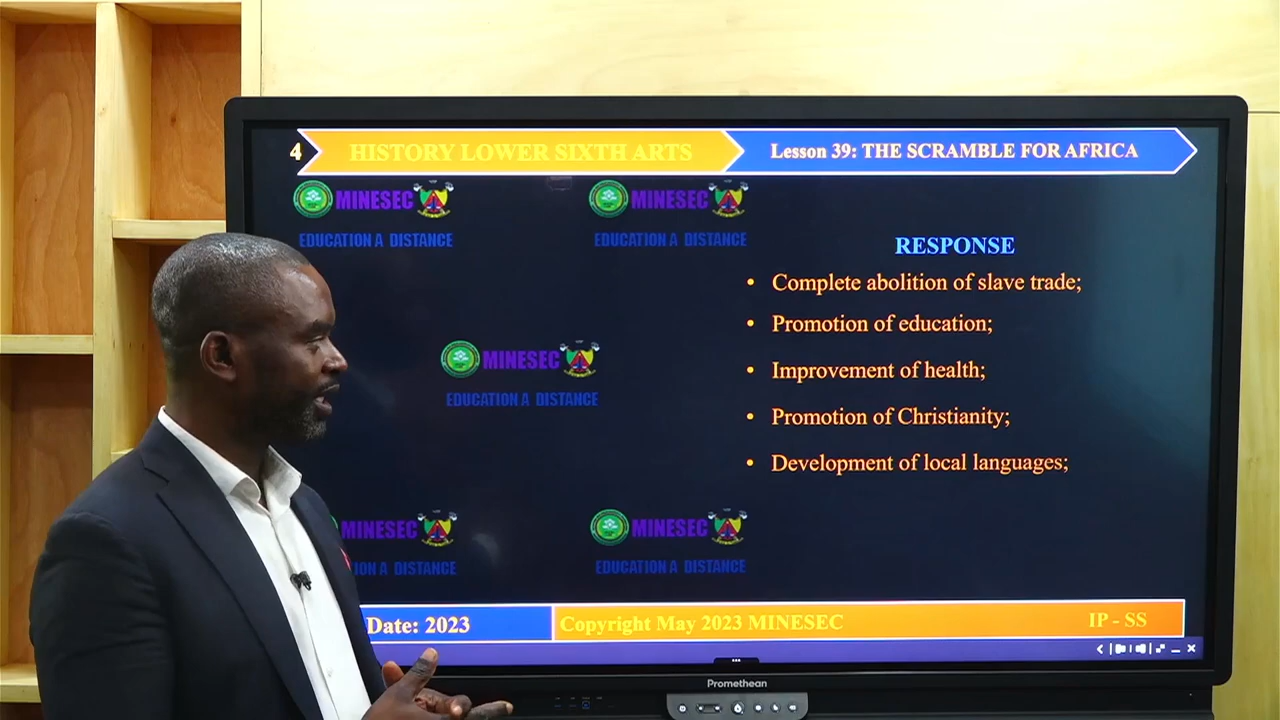 4
HISTORY LOWER SIXTH ARTS
Lesson 39: THE SCRAMBLE FOR AFRICA
MINESEC
EDUCATION A DISTANCE
MINESEC
EDUCATION A DISTANCE
RESPONSE
• Complete abolition of slave trade;
• Promotion of education;
• Improvement of health;
• Promotion of Christianity;
• Development of local languages;
MINESEC
EDUCATION A DISTANCE
MINESEC
A DISTANCE
MINESEC
EDUCATION A DISTANCE
Date: 2023
Copyright May 2023 MINESEC
IP - SS
Promethean